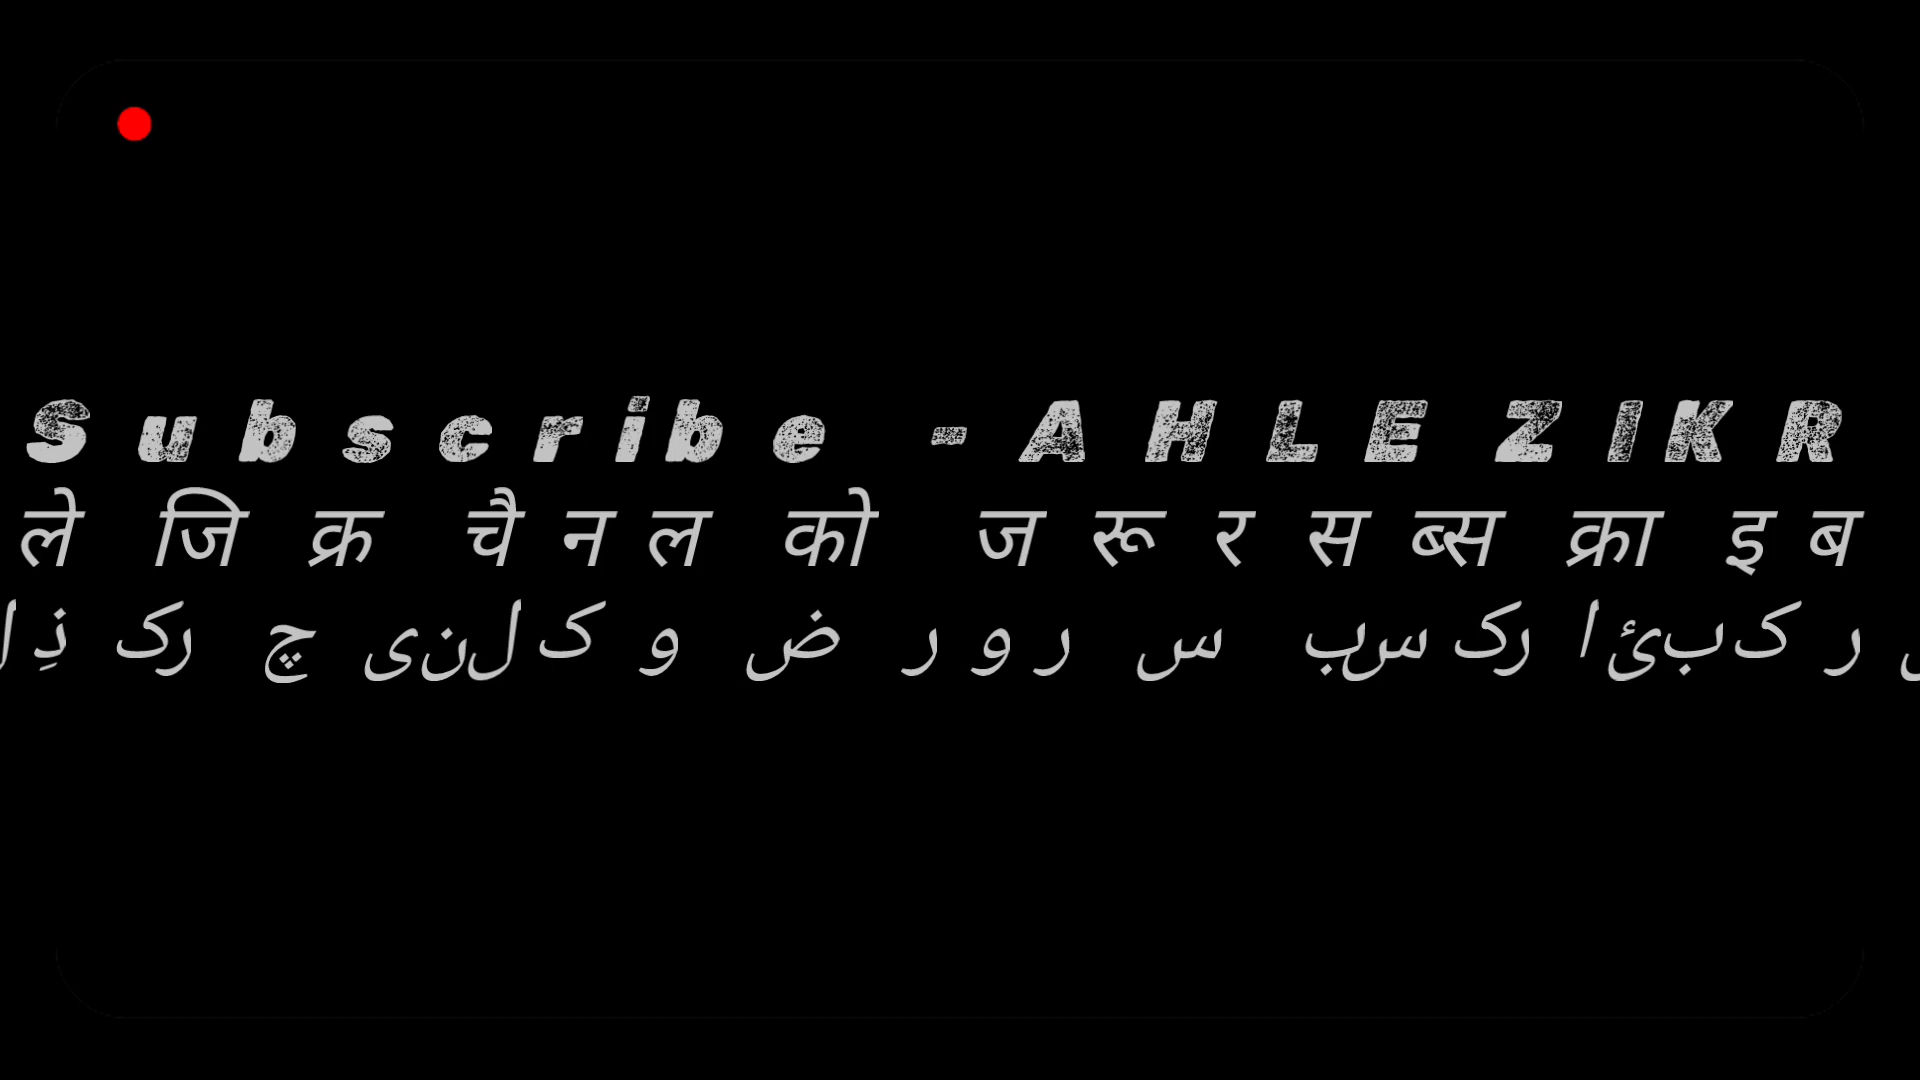 Subscribe - AHLE ZIKR
ले जिक्र चैनल को जरूर सब्सक्राइब
ذِکر چینل کو ضرور سبسکرائب کر